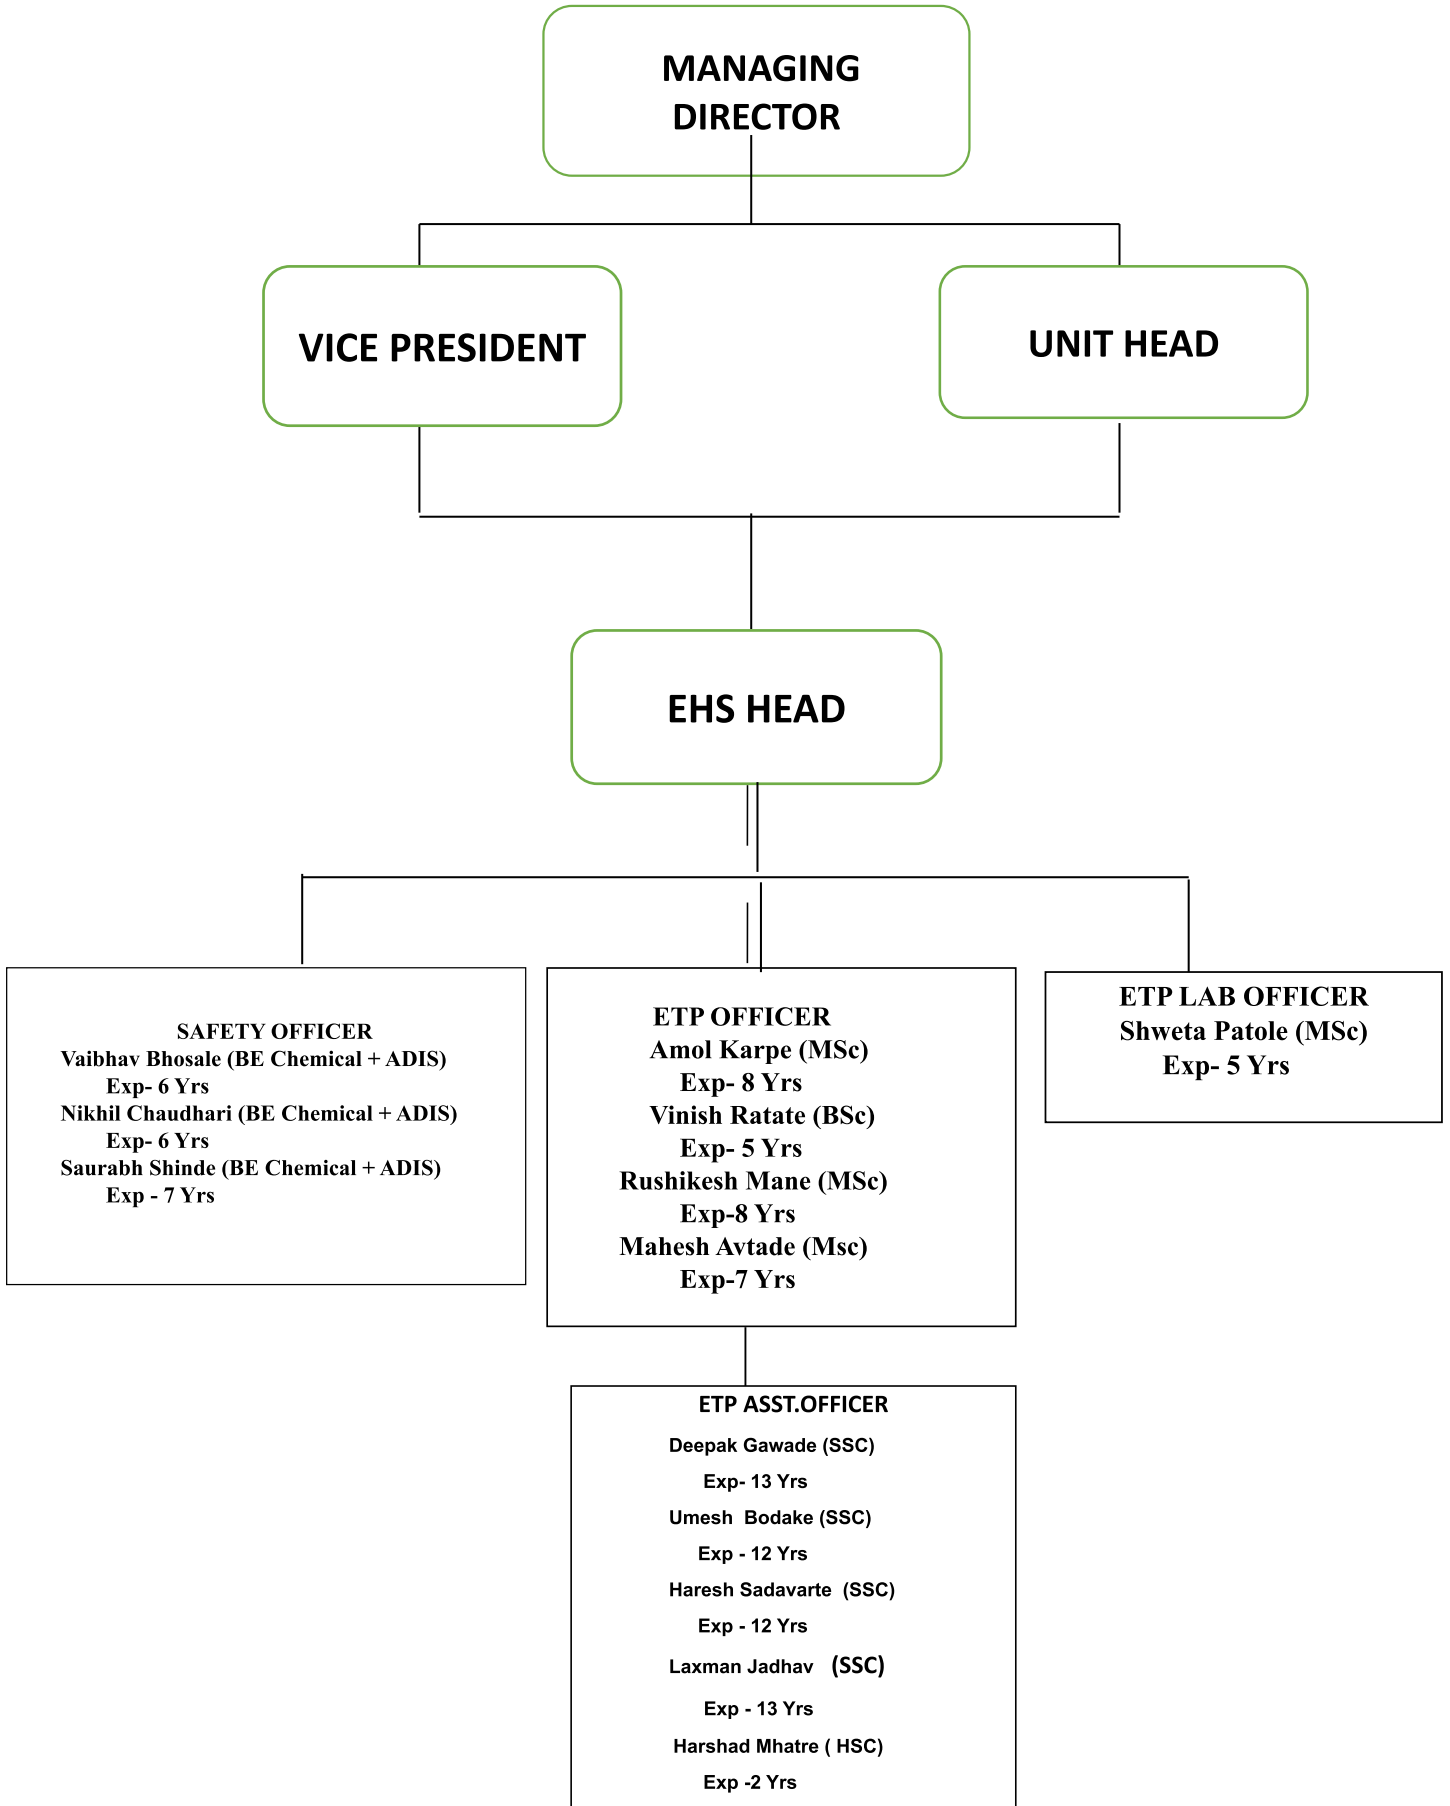 MANAGING
DIRECTOR
VICE PRESIDENT
UNIT HEAD
EHS HEAD
SAFETY OFFICER
Vaibhav Bhosale (BE Chemical + ADIS)
Exp- 6 Yrs
Nikhil Chaudhari (BE Chemical + ADIS)
Exp- 6 Yrs
Saurabh Shinde (BE Chemical + ADIS)
Exp - 7 Yrs
ETP OFFICER
Amol Karpe (MSc)
Exp- 8 Yrs
Vinish Ratate (BSc)
Exp- 5 Yrs
Rushikesh Mane (MSc)
Exp-8 Yrs
Mahesh Avtade (Msc)
Exp-7 Yrs
ETP LAB OFFICER
Shweta Patole (MSc)
Exp- 5 Yrs
ETP ASST.OFFICER
Deepak Gawade (SSC)
Exp- 13 Yrs
Umesh  Bodake (SSC)
Exp - 12 Yrs
Haresh Sadavarte  (SSC)
Exp - 12 Yrs
Laxman Jadhav   (SSC)
Exp - 13 Yrs
Harshad Mhatre ( HSC)
Exp -2 Yrs